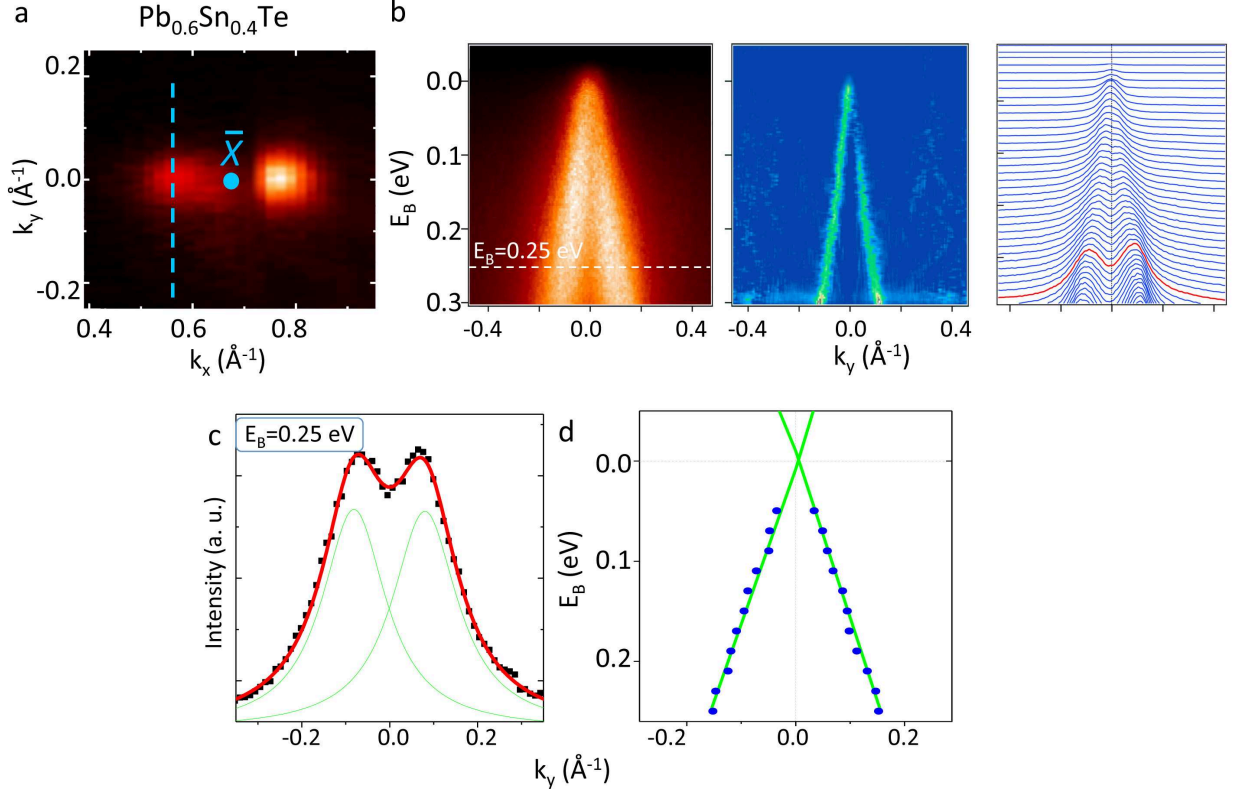 a
Pb0.6Sn0.4Te
0.2
0.0
-0.2
ky (Å-1)
X̄
0.4 0.6 0.8
kx (Å-1)
b
0.0
0.1
0.2
0.3
EB (eV)
EB=0.25 eV
-0.4 0.0 0.4
-0.4 0.0 0.4
ky (Å-1)
c
EB=0.25 eV
Intensity (a. u.)
-0.2 0.0 0.2
d
0.0
0.1
0.2
EB (eV)
-0.2 0.0 0.2
ky (Å-1)